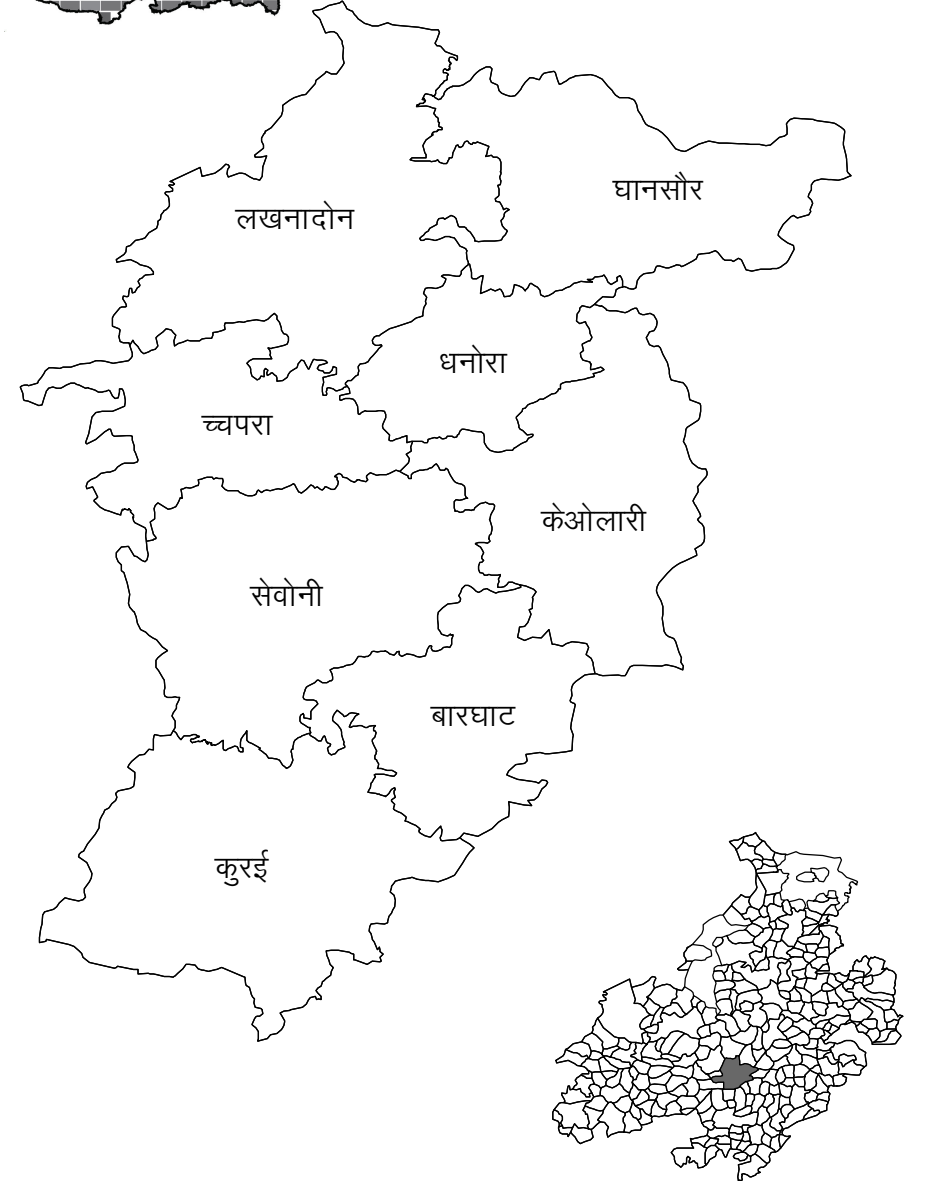 घानसौर
लखनादोन
धनोरा
च्चपरा
केओलारी
सेवोनी
बारघाट
कुरई